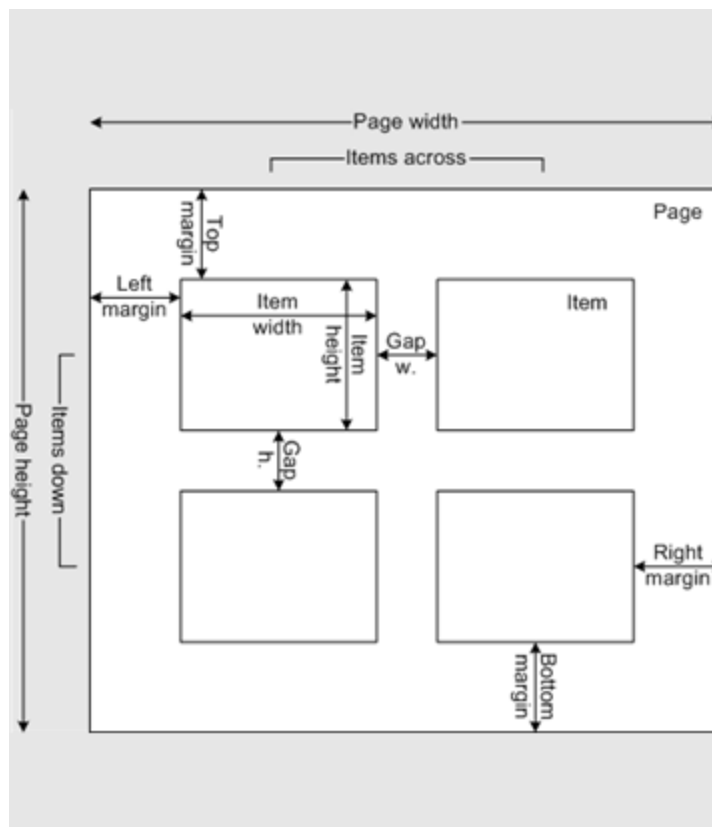 Page width
Items across
Page
Top
margin
Left
margin
Item
width
Item
height
Item
Gap
w.
Items down
Page height
Gap
h.
Right
margin
Bottom
margin